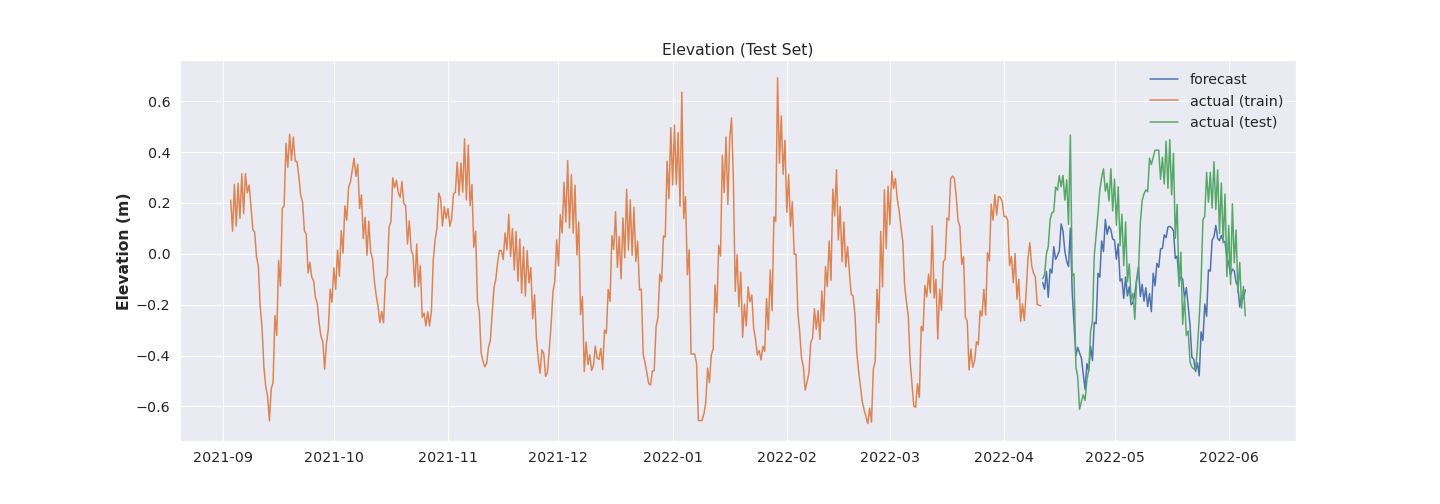 Elevation (Test Set)
forecast
actual (train)
actual (test)
Elevation (m)
0.6
0.4
0.2
0.0
−0.2
−0.4
−0.6
2021-09 2021-10 2021-11 2021-12 2022-01 2022-02 2022-03 2022-04 2022-05 2022-06